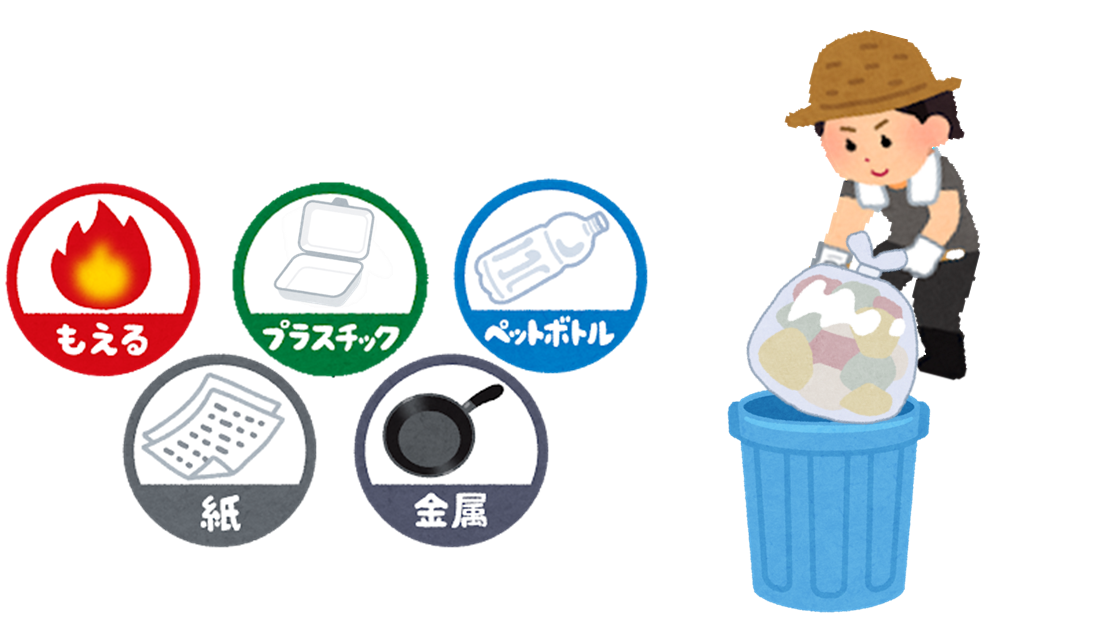 もえる
プラスチック
ペットボトル
紙
金属